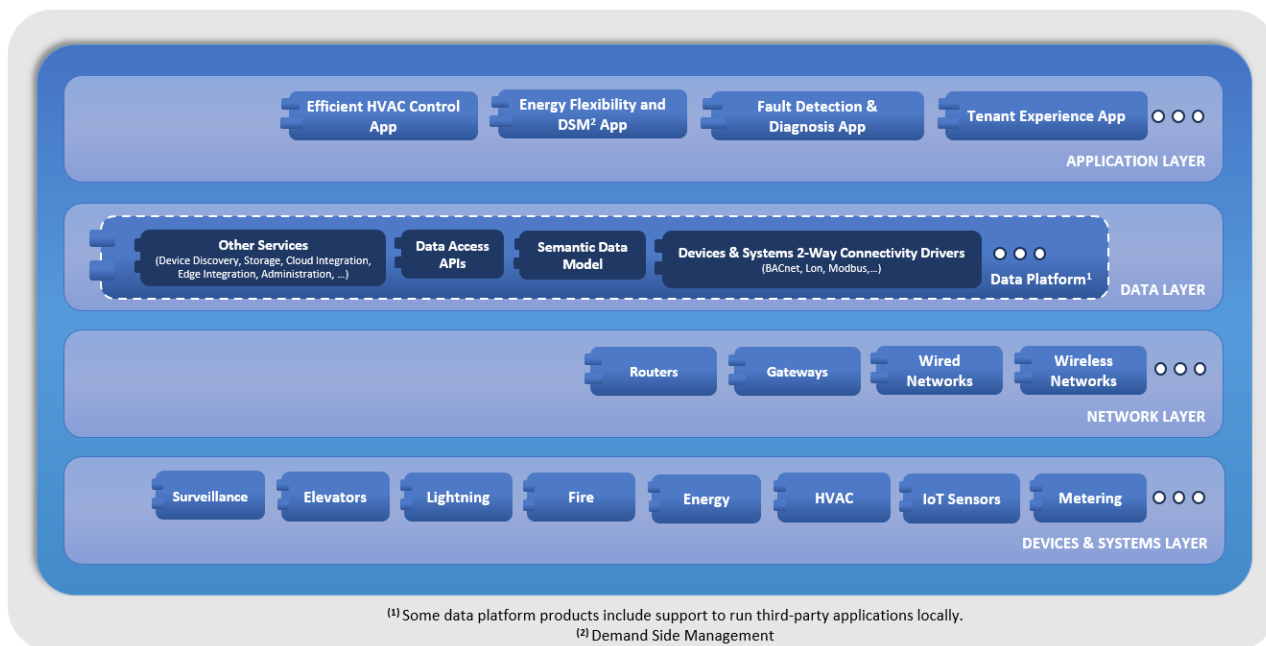 Efficient HVAC Control
App
Energy Flexibility and
DSM² App
Fault Detection &
Diagnosis App
Tenant Experience App
APPLICATION LAYER
Other Services
(Device Discovery, Storage, Cloud Integration,
Edge Integration, Administration, ...)
Data Access
APIs
Semantic Data
Model
Devices & Systems 2-Way Connectivity Drivers
(BACnet, Lon, Modbus,...)
Data Platform¹
DATA LAYER
Routers
Gateways
Wired
Networks
Wireless
Networks
NETWORK LAYER
Surveillance
Elevators
Lightning
Fire
Energy
HVAC
IoT Sensors
Metering
DEVICES & SYSTEMS LAYER
(1) Some data platform products include support to run third-party applications locally.
(2) Demand Side Management